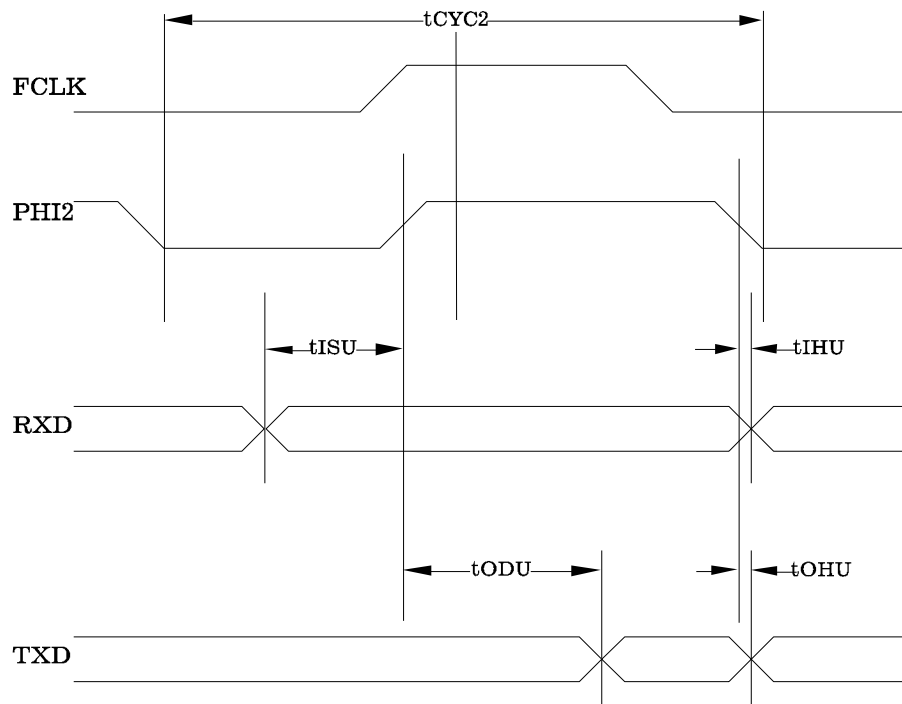 tCYC2
FCLK
PHI2
tISU
tIHU
RXD
tODU
tOHU
TXD